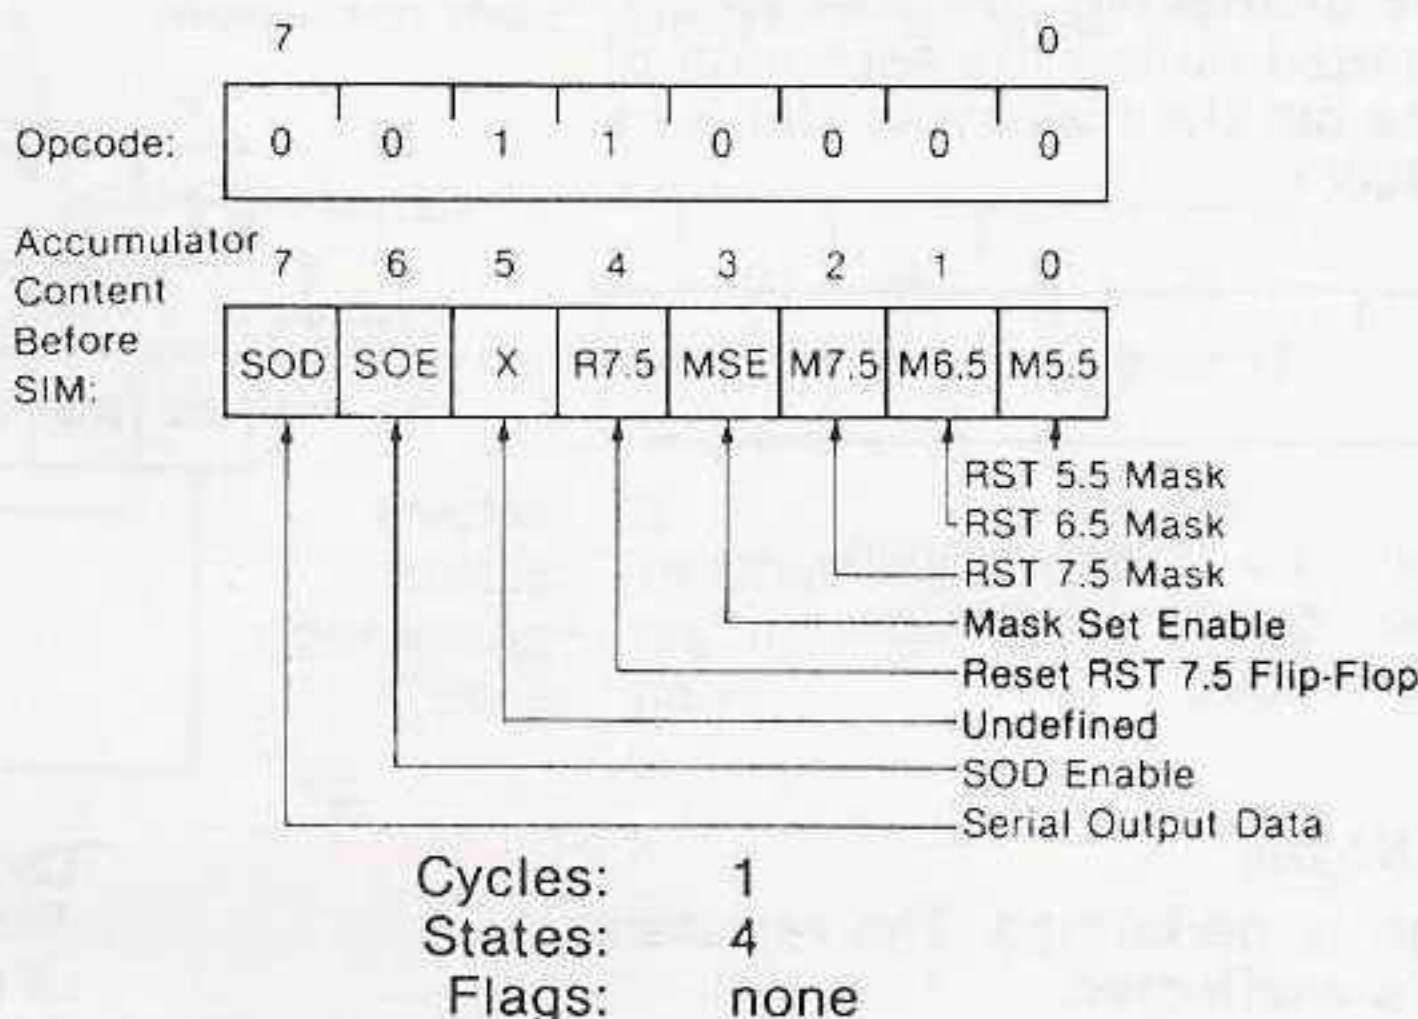 7 0
Opcode: 0 0 1 1 0 0 0 0
Accumulator
Content
Before
SIM:
7 6 5 4 3 2 1 0
SOD SOE X R7.5 MSE M7.5 M6.5 M5.5
RST 5.5 Mask
RST 6.5 Mask
RST 7.5 Mask
Mask Set Enable
Reset RST 7.5 Flip-Flop
Undefined
SOD Enable
Serial Output Data
Cycles: 1
States: 4
Flags: none